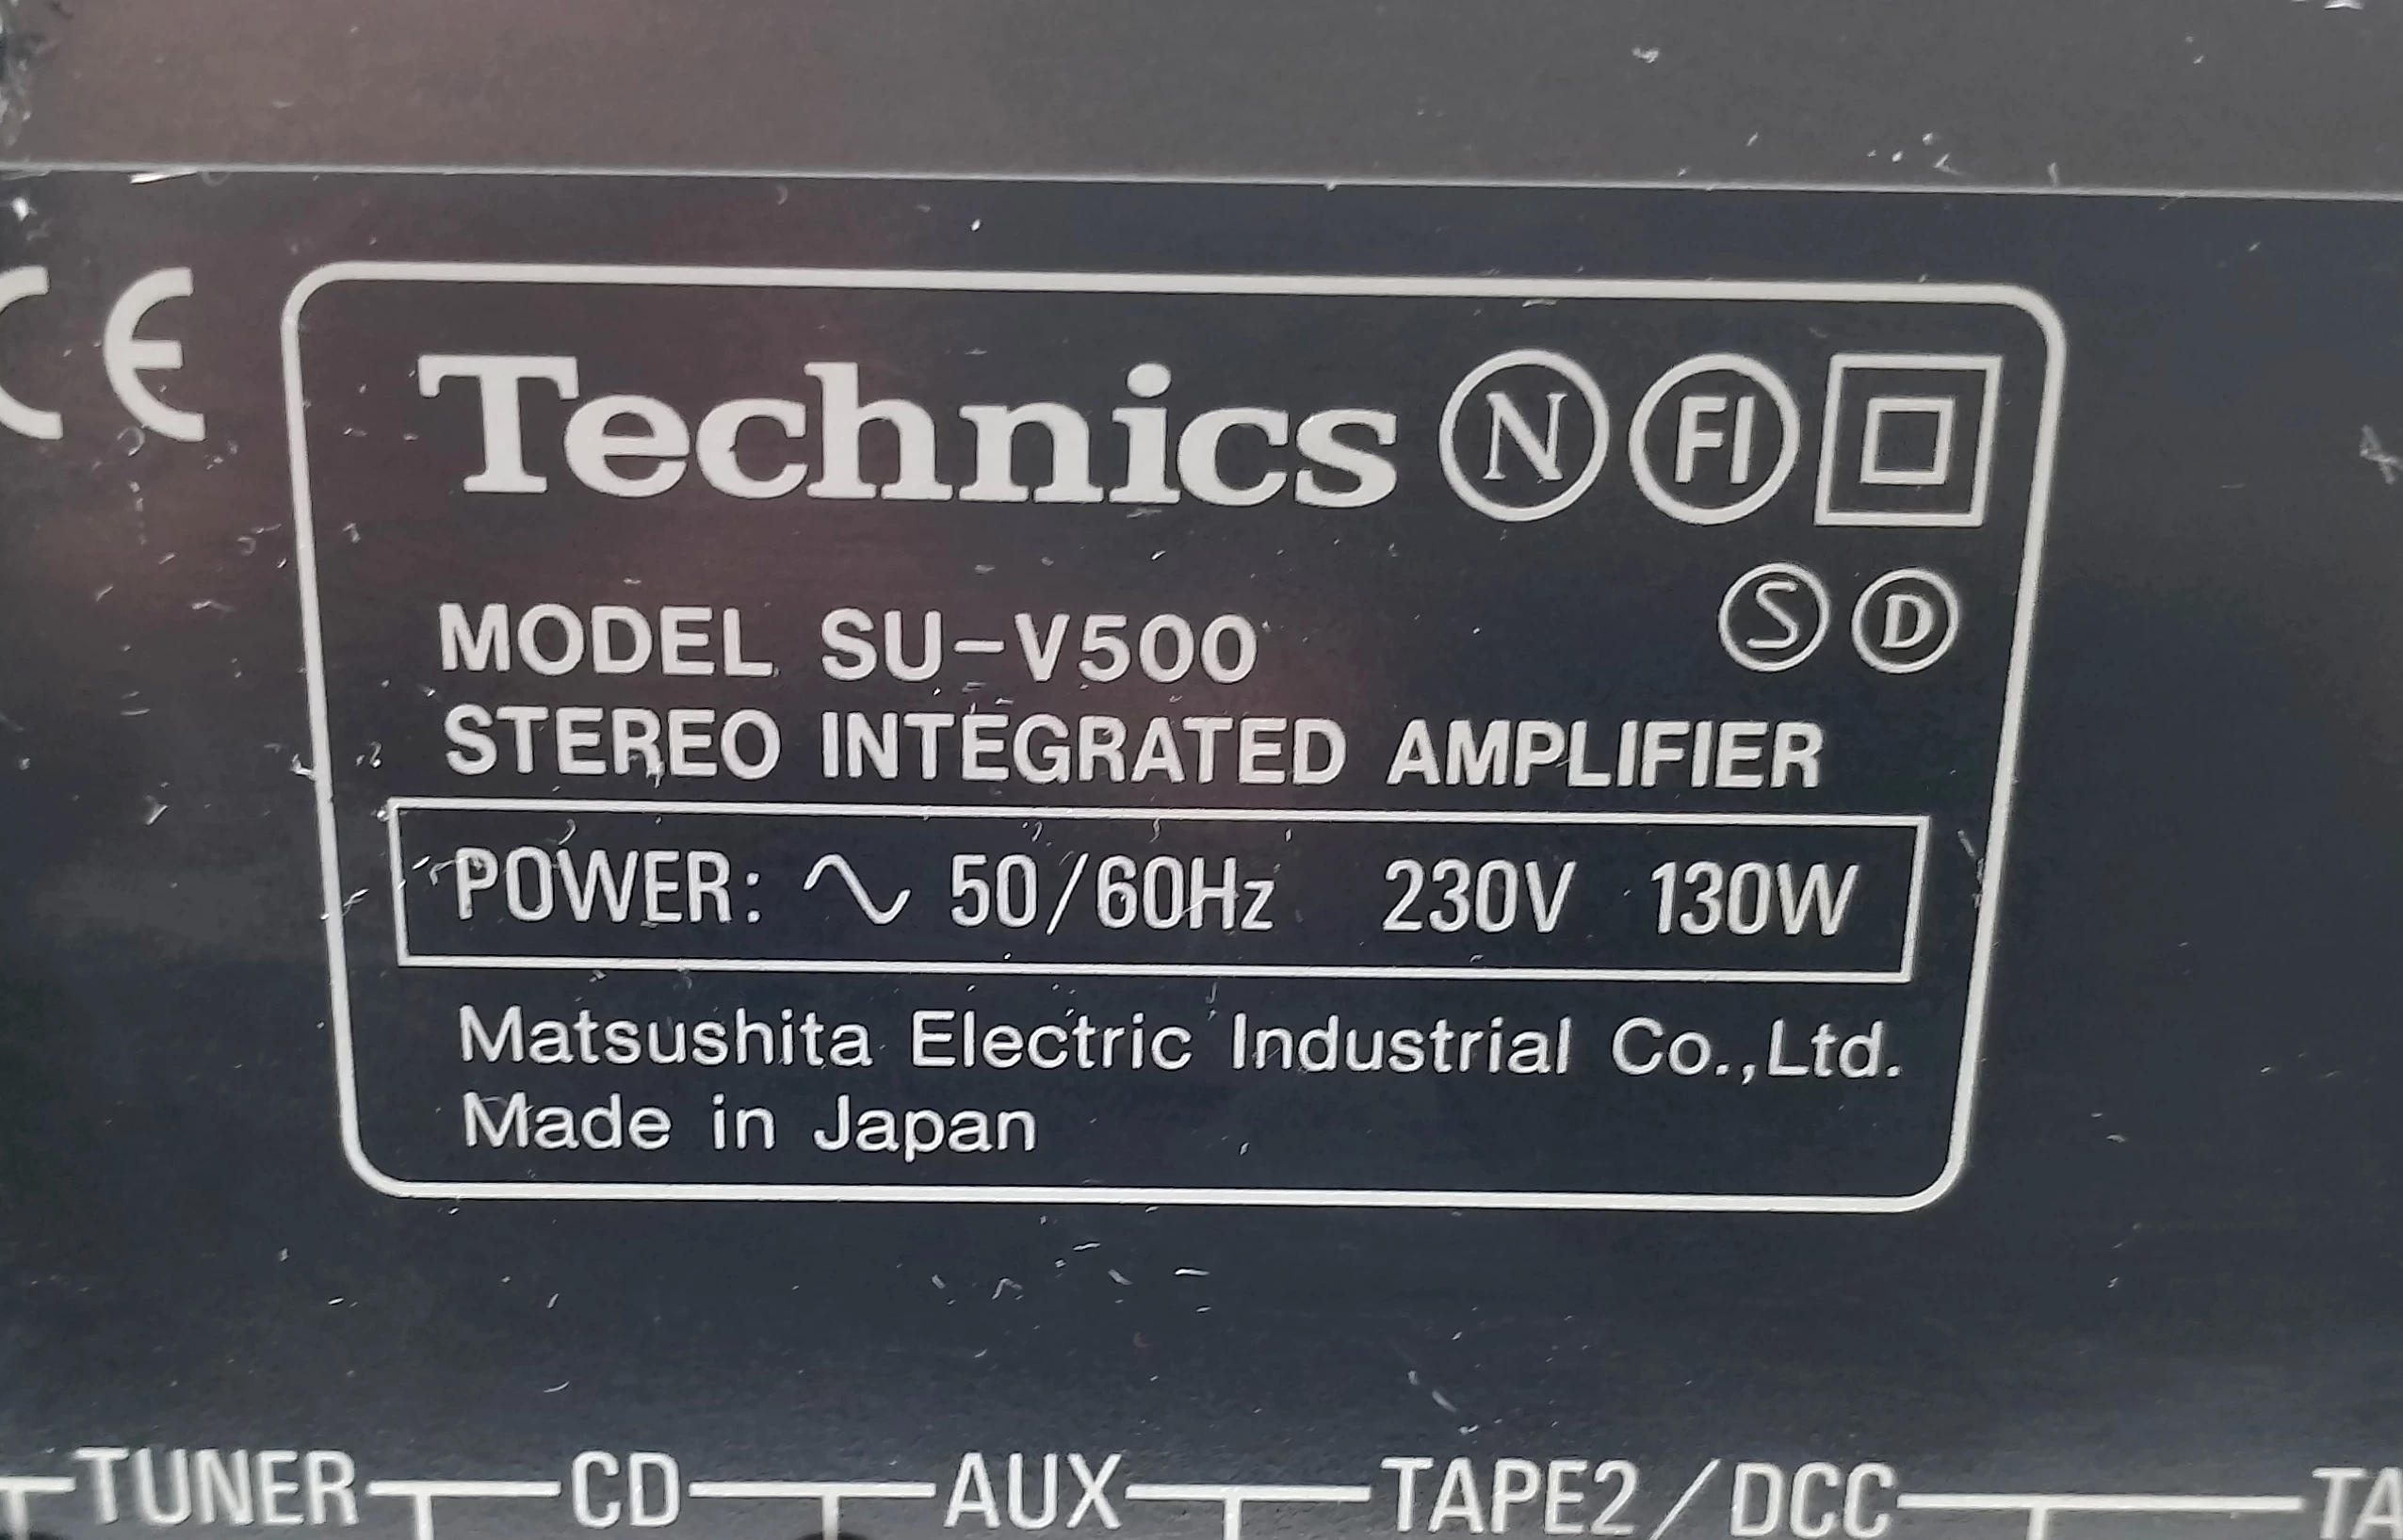 CE
Technics N FI
S D
MODEL SU-V500
STEREO INTEGRATED AMPLIFIER
POWER: ∿ 50/60Hz 230V 130W
Matsushita Electric Industrial Co.,Ltd.
Made in Japan
TUNER CD AUX TAPE2/DCC TA